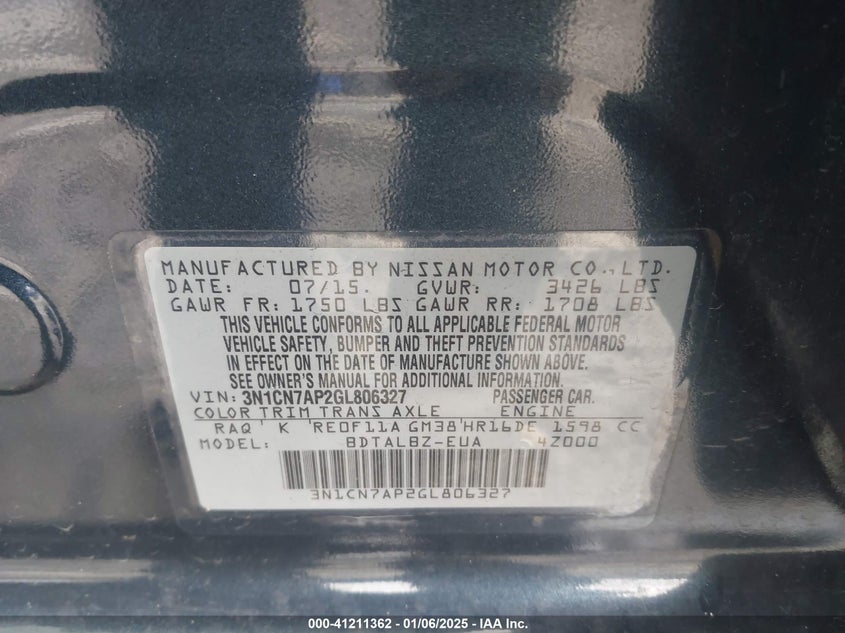 MANUFACTURED BY NISSAN MOTOR CO., LTD.
DATE: 07/15. GVWR: 3426 LBS
GAWR FR: 1750 LBS GAWR RR: 1708 LBS
THIS VEHICLE CONFORMS TO ALL APPLICABLE FEDERAL MOTOR
VEHICLE SAFETY, BUMPER AND THEFT PREVENTION STANDARDS
IN EFFECT ON THE DATE OF MANUFACTURE SHOWN ABOVE.
SEE OWNER'S MANUAL FOR ADDITIONAL INFORMATION.
VIN: 3N1CN7AP2GL806327 PASSENGER CAR.
COLOR TRIM TRANS AXLE ENGINE
RAQ K RE0F11A GM38 HR16DE 1598 CC
MODEL: BDTALBZ-EUA 4Z000
3N1CN7AP2GL806327
000-41211362 - 01/06/2025 - IAA Inc.